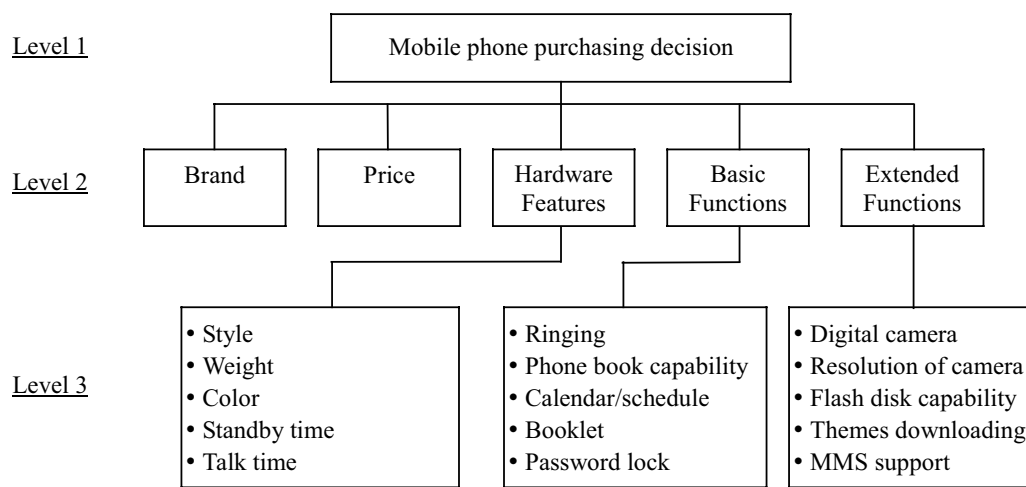 Level 1
Mobile phone purchasing decision
Level 2
Brand
Price
Hardware
Features
Basic
Functions
Extended
Functions
Level 3
• Style
• Weight
• Color
• Standby time
• Talk time
• Ringing
• Phone book capability
• Calendar/schedule
• Booklet
• Password lock
• Digital camera
• Resolution of camera
• Flash disk capability
• Themes downloading
• MMS support